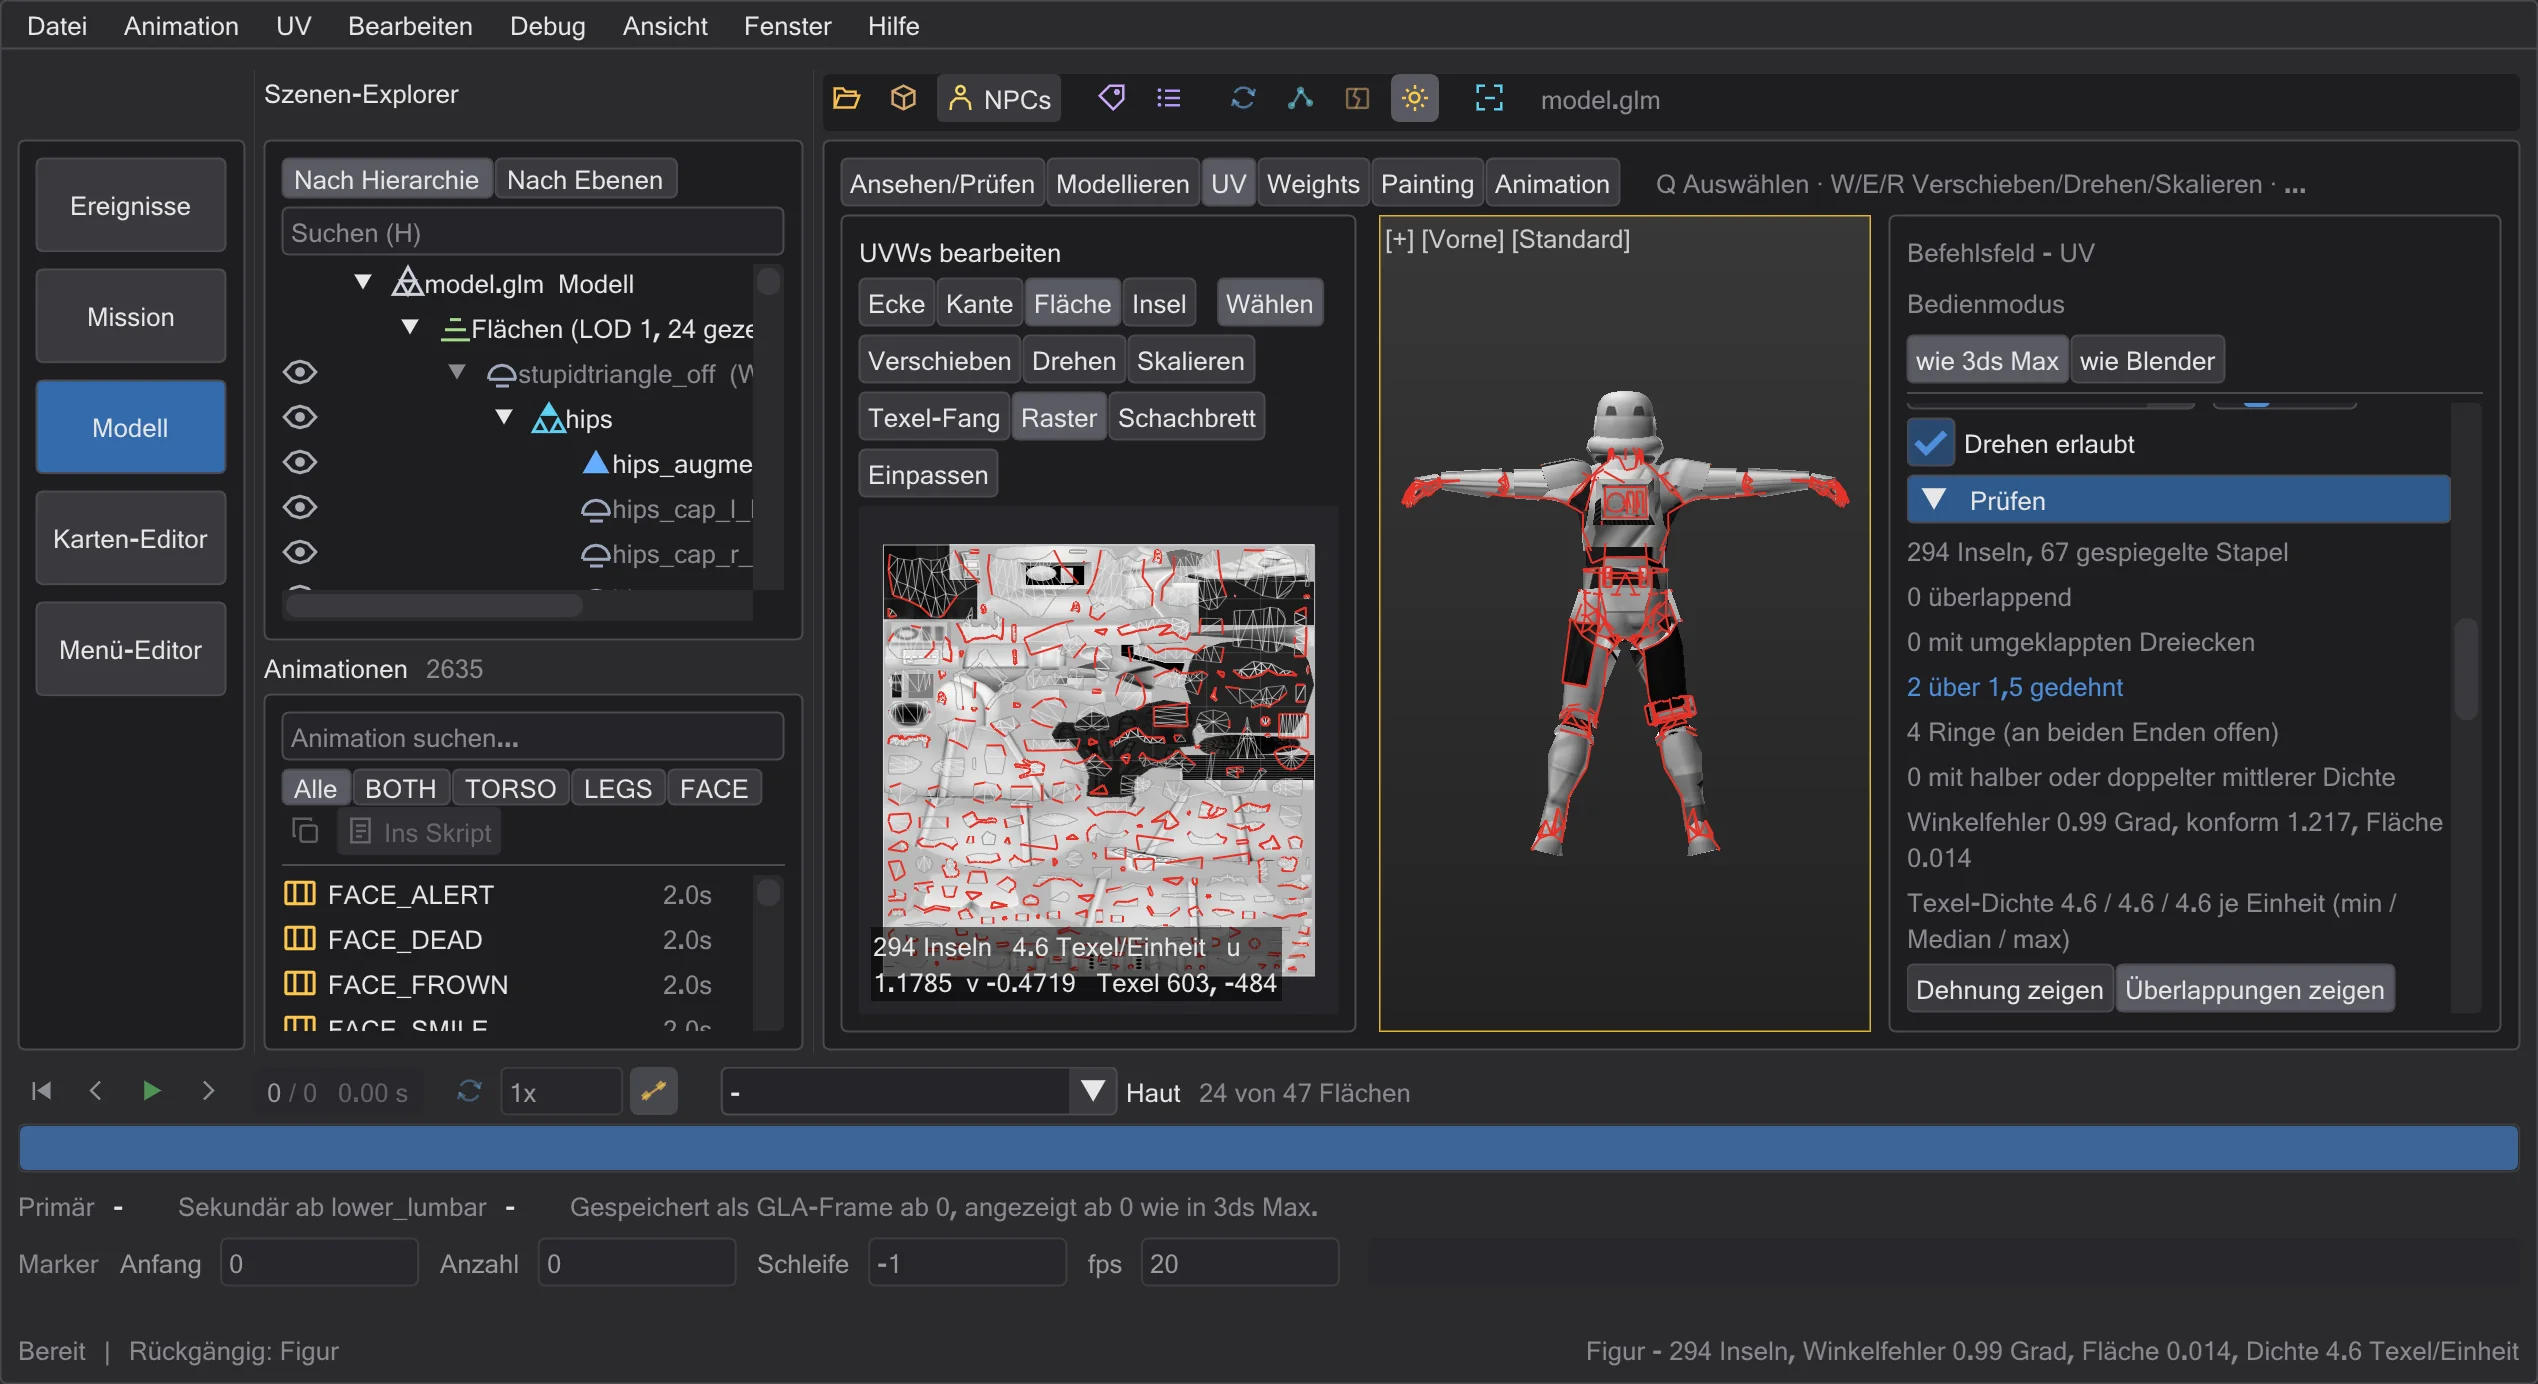 Datei Animation UV Bearbeiten Debug Ansicht Fenster Hilfe
Szenen-Explorer
NPCs model.glm
Ereignisse
Mission
Modell
Karten-Editor
Menü-Editor
Nach Hierarchie Nach Ebenen
Suchen (H)
model.glm Modell
Flächen (LOD 1, 24 geze
stupidtriangle_off (W
hips
hips_augme
hips_cap_l_
hips_cap_r_
Animationen 2635
Animation suchen...
Alle BOTH TORSO LEGS FACE
Ins Skript
FACE_ALERT 2.0s
FACE_DEAD 2.0s
FACE_FROWN 2.0s
FACE_SMILE 2.0s
Ansehen/Prüfen Modellieren UV Weights Painting Animation Q Auswählen · W/E/R Verschieben/Drehen/Skalieren · ...
UVWs bearbeiten
Ecke Kante Fläche Insel Wählen
Verschieben Drehen Skalieren
Texel-Fang Raster Schachbrett
Einpassen
294 Inseln 4.6 Texel/Einheit u
1.1785 v -0.4719 Texel 603, -484
[+] [Vorne] [Standard]
Befehlsfeld - UV
Bedienmodus
wie 3ds Max wie Blender
Drehen erlaubt
Prüfen
294 Inseln, 67 gespiegelte Stapel
0 überlappend
0 mit umgeklappten Dreiecken
2 über 1,5 gedehnt
4 Ringe (an beiden Enden offen)
0 mit halber oder doppelter mittlerer Dichte
Winkelfehler 0.99 Grad, konform 1.217, Fläche
0.014
Texel-Dichte 4.6 / 4.6 / 4.6 je Einheit (min /
Median / max)
Dehnung zeigen Überlappungen zeigen
0 / 0 0.00 s 1x - Haut 24 von 47 Flächen
Primär - Sekundär ab lower_lumbar - Gespeichert als GLA-Frame ab 0, angezeigt ab 0 wie in 3ds Max.
Marker Anfang 0 Anzahl 0 Schleife -1 fps 20
Bereit | Rückgängig: Figur
Figur - 294 Inseln, Winkelfehler 0.99 Grad, Fläche 0.014, Dichte 4.6 Texel/Einheit